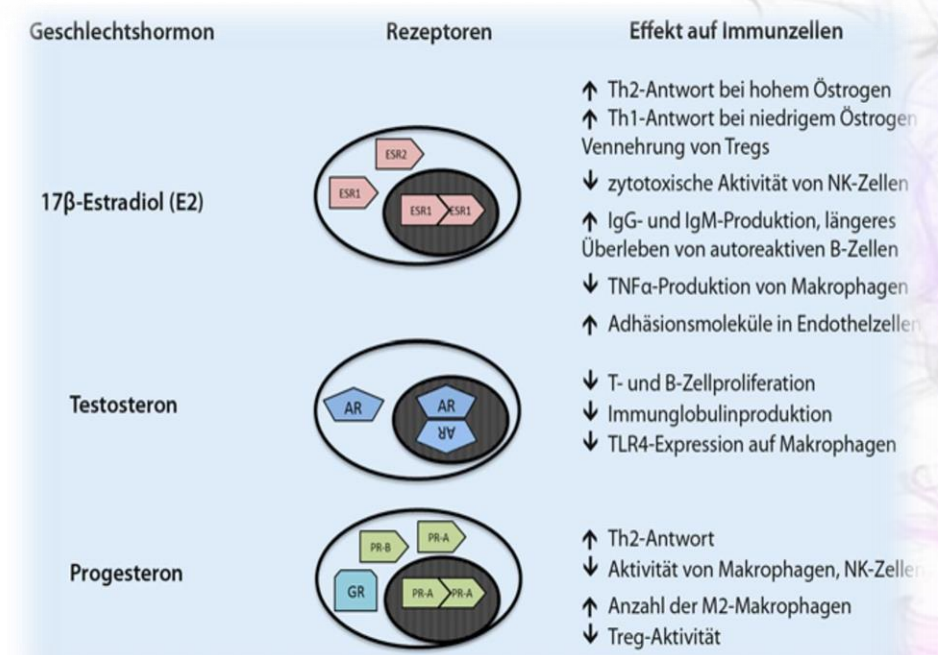 Geschlechtshormon Rezeptoren Effekt auf Immunzellen
17β-Estradiol (E2)
ESR2
ESR1
ESR1 ESR1
↑ Th2-Antwort bei hohem Östrogen
↑ Th1-Antwort bei niedrigem Östrogen
Vennehrung von Tregs
↓ zytotoxische Aktivität von NK-Zellen
↑ IgG- und IgM-Produktion, längeres
Überleben von autoreaktiven B-Zellen
↓ TNFα-Produktion von Makrophagen
↑ Adhäsionsmoleküle in Endothelzellen
Testosteron
AR
AR
AR
↓ T- und B-Zellproliferation
↓ Immunglobulinproduktion
↓ TLR4-Expression auf Makrophagen
Progesteron
PR-B PR-A
GR
PR-A PR-A
↑ Th2-Antwort
↓ Aktivität von Makrophagen, NK-Zellen,
↑ Anzahl der M2-Makrophagen
↓ Treg-Aktivität